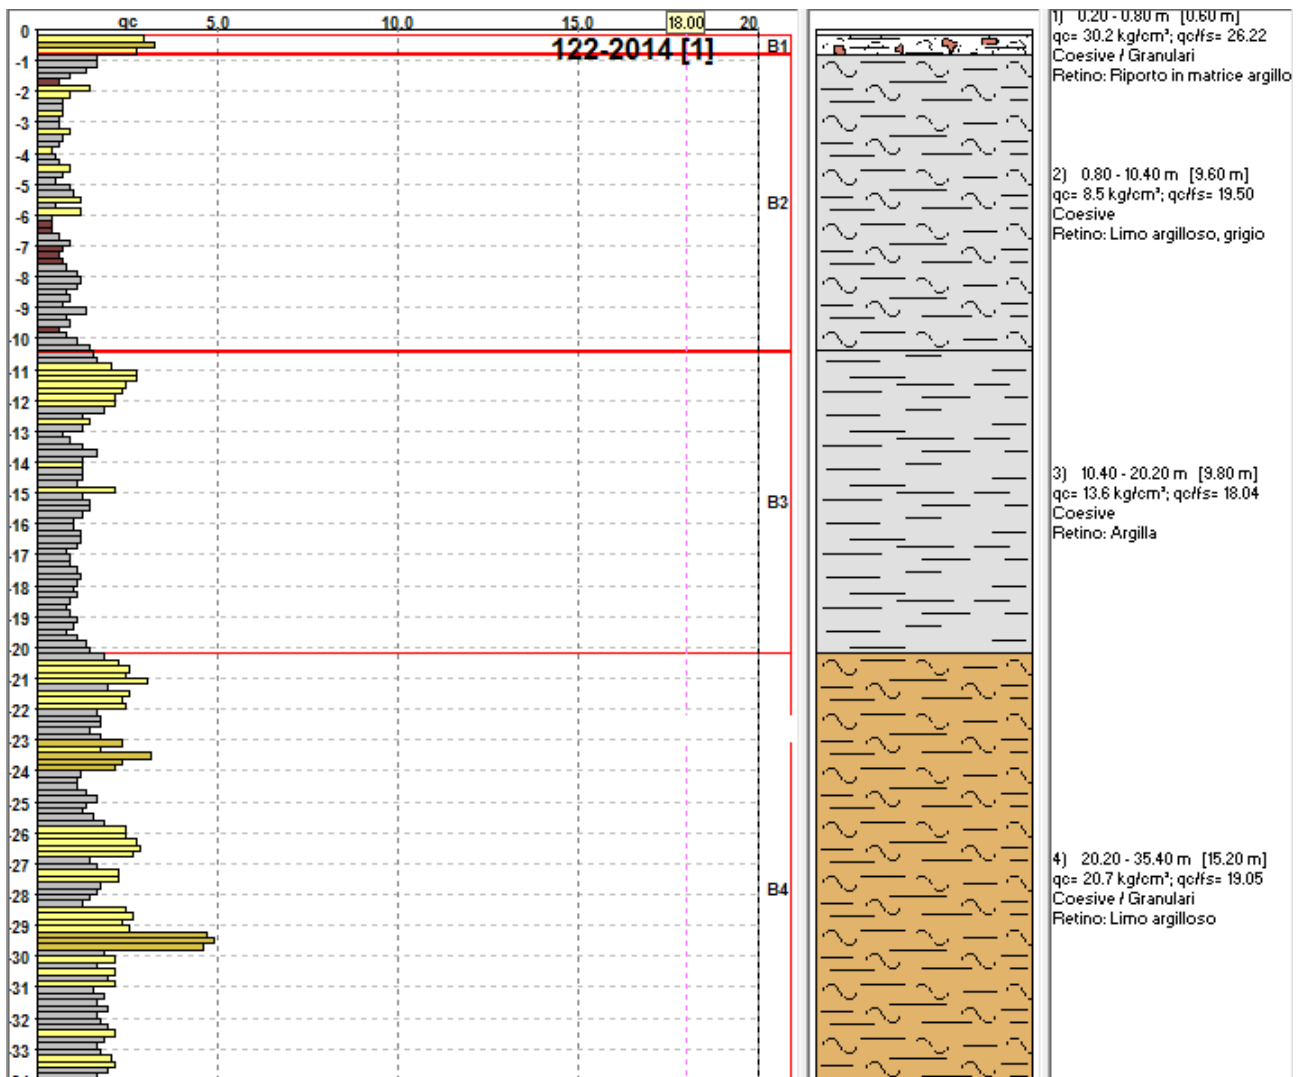 qc 5.0 10.0 15.0 18.00 20
0
122-2014 [1]
B1
-1
-2
-3
-4
-5
B2
-6
-7
-8
-9
-10
-11
-12
-13
-14
-15
B3
-16
-17
-18
-19
-20
-21
-22
-23
-24
-25
-26
-27
B4
-28
-29
-30
-31
-32
-33
1) 0.20 - 0.80 m [0.60 m]
qc= 30.2 kg/cm²; qc/fs= 26.22
Coesive / Granulari
Retino: Riporto in matrice argillo
2) 0.80 - 10.40 m [9.60 m]
qc= 8.5 kg/cm²; qc/fs= 19.50
Coesive
Retino: Limo argilloso, grigio
3) 10.40 - 20.20 m [9.80 m]
qc= 13.6 kg/cm²; qc/fs= 18.04
Coesive
Retino: Argilla
4) 20.20 - 35.40 m [15.20 m]
qc= 20.7 kg/cm²; qc/fs= 19.05
Coesive / Granulari
Retino: Limo argilloso